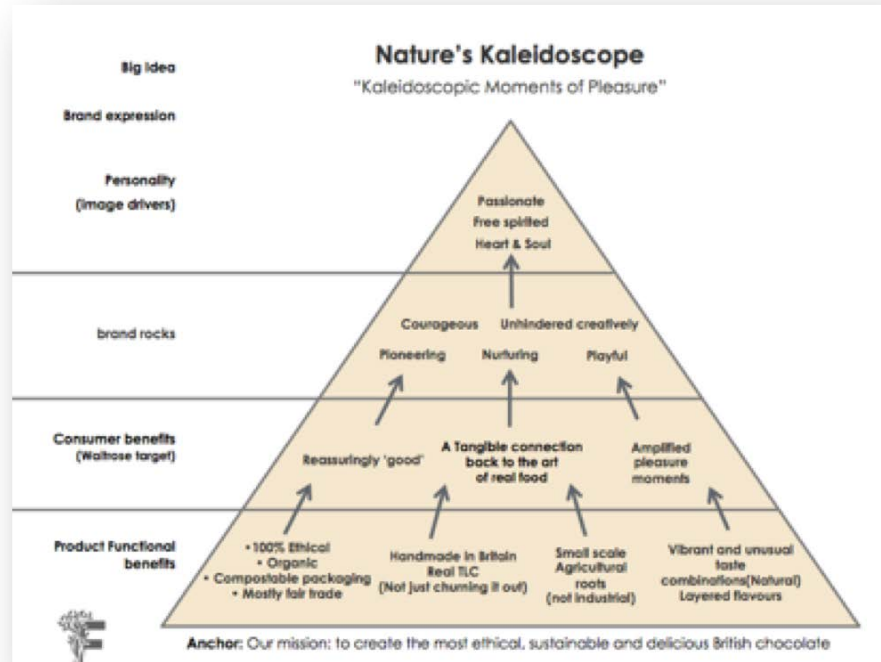 Big Idea
Nature's Kaleidoscope
"Kaleidoscopic Moments of Pleasure"
Brand expression
Personality
(image drivers)
Passionate
Free spirited
Heart & Soul
brand rocks
Courageous Unhindered creatively
Pioneering Nurturing Playful
Consumer benefits
(Waitrose target)
Reassuringly 'good'
A Tangible connection
back to the art
of real food
Amplified
pleasure
moments
Product Functional
benefits
• 100% Ethical
• Organic
• Compostable packaging
• Mostly fair trade
Handmade in Britain
Real TLC
(Not just churning it out)
Small scale
Agricultural
roots
(not industrial)
Vibrant and unusual
taste
combinations(Natural)
Layered flavours
Anchor: Our mission: to create the most ethical, sustainable and delicious British chocolate